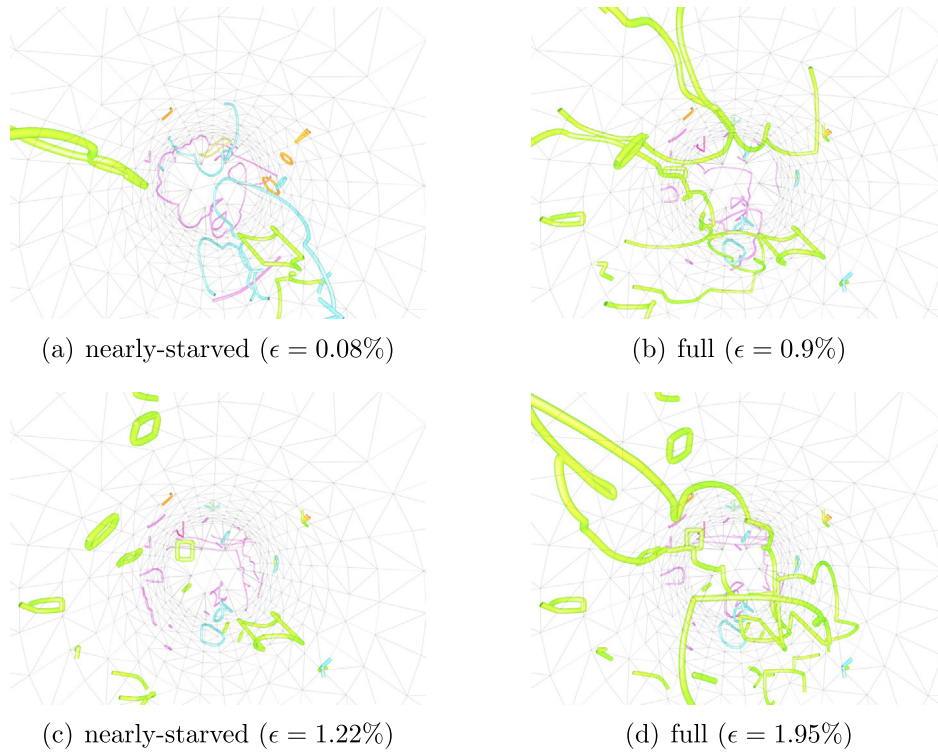 (a) nearly-starved (ϵ = 0.08%)
(b) full (ϵ = 0.9%)
(c) nearly-starved (ϵ = 1.22%)
(d) full (ϵ = 1.95%)